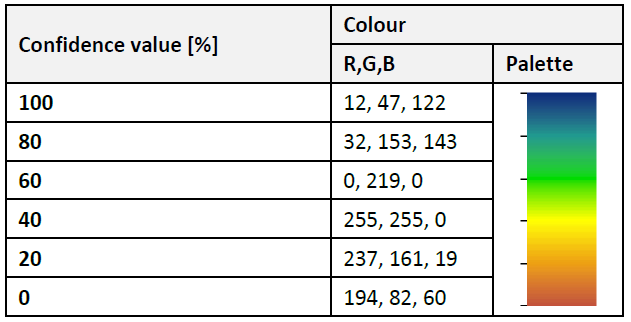 Confidence value [%]
Colour
R,G,B
Palette
100
12, 47, 122
80
32, 153, 143
60
0, 219, 0
40
255, 255, 0
20
237, 161, 19
0
194, 82, 60